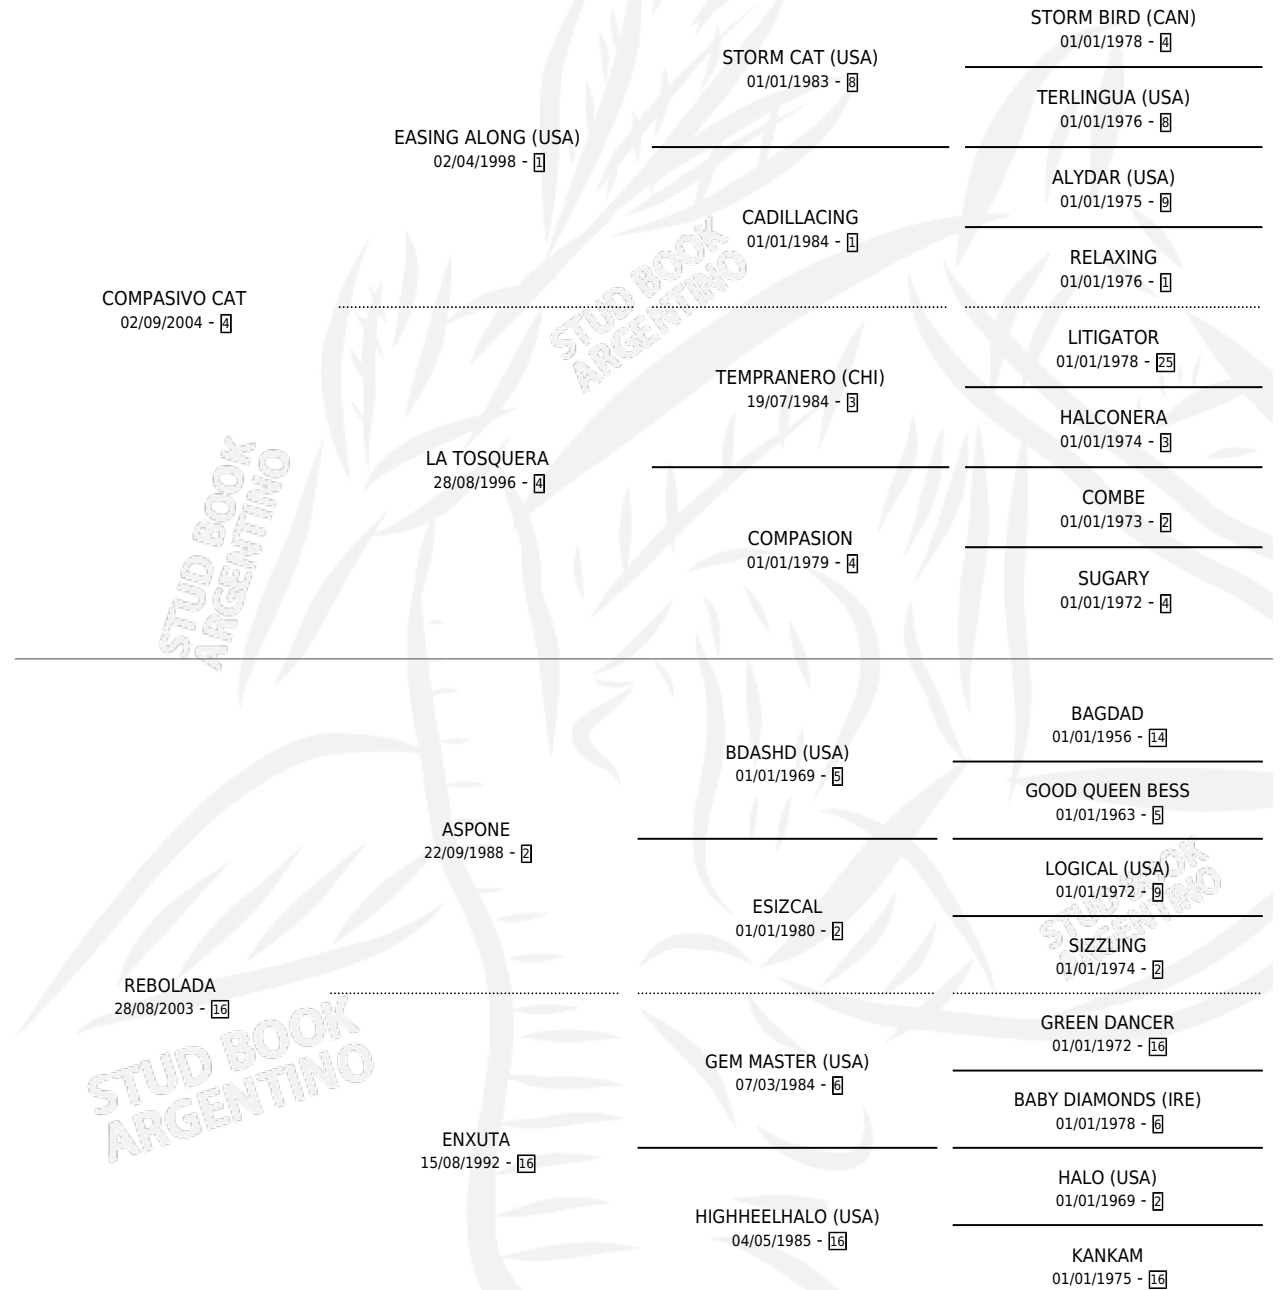 STORM BIRD (CAN)
01/01/1978 - 4
STORM CAT (USA)
01/01/1983 - 8
TERLINGUA (USA)
01/01/1976 - 8
EASING ALONG (USA)
02/04/1998 - 1
ALYDAR (USA)
01/01/1975 - 9
CADILLACING
01/01/1984 - 1
RELAXING
01/01/1976 - 1
COMPASIVO CAT
02/09/2004 - 4
LITIGATOR
01/01/1978 - 25
TEMPRANERO (CHI)
19/07/1984 - 3
HALCONERA
01/01/1974 - 3
LA TOSQUERA
28/08/1996 - 4
COMBE
01/01/1973 - 2
COMPASION
01/01/1979 - 4
SUGARY
01/01/1972 - 4
BAGDAD
01/01/1956 - 14
BDASHD (USA)
01/01/1969 - 5
GOOD QUEEN BESS
01/01/1963 - 5
ASPONE
22/09/1988 - 2
LOGICAL (USA)
01/01/1972 - 9
ESIZCAL
01/01/1980 - 2
SIZZLING
01/01/1974 - 2
REBOLADA
28/08/2003 - 16
GREEN DANCER
01/01/1972 - 16
GEM MASTER (USA)
07/03/1984 - 6
BABY DIAMONDS (IRE)
01/01/1978 - 6
ENXUTA
15/08/1992 - 16
HALO (USA)
01/01/1969 - 2
HIGHHEELHALO (USA)
04/05/1985 - 16
KANKAM
01/01/1975 - 16
STUD BOOK
ARGENTINO
STUD BOOK
ARGENTINO
STUD BOOK
ARGENTINO
STUD BOOK
ARGENTINO